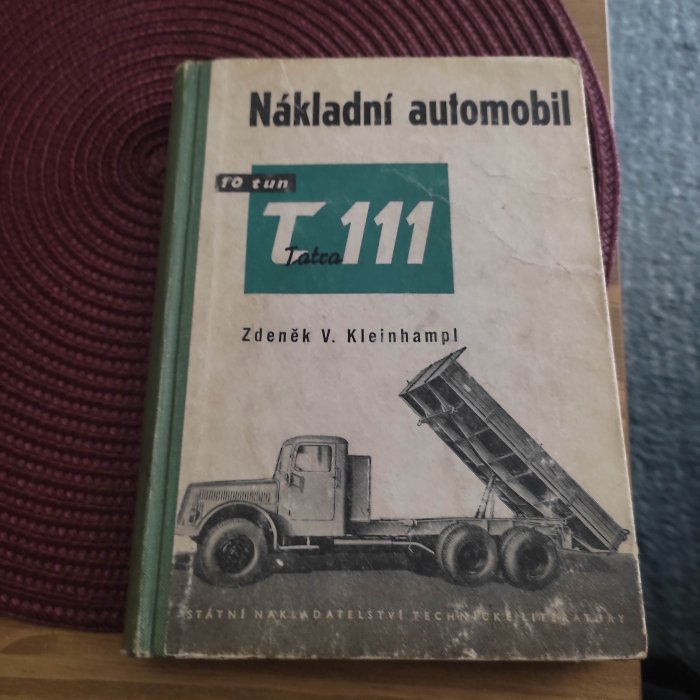 Nákladní automobil
10 tun
T 111
Tatra
Zdeněk V. Kleinhampl
STÁTNÍ NAKLADATELSTVÍ TECHNICKÉ LITERATURY